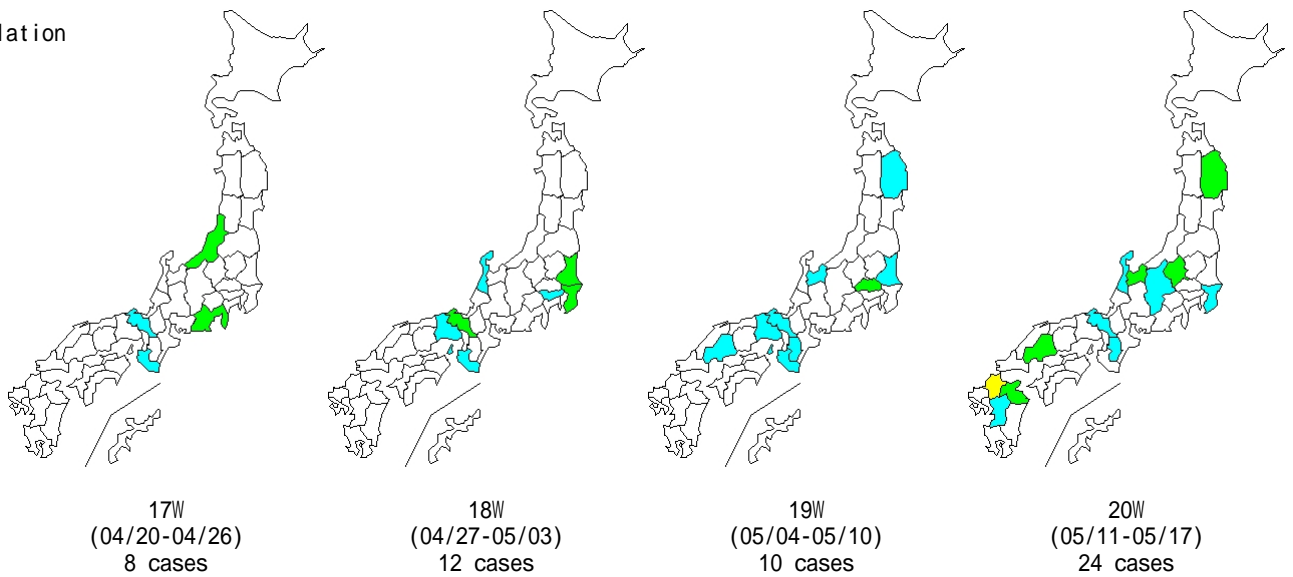 lation
17W
(04/20-04/26)
8 cases
18W
(04/27-05/03)
12 cases
19W
(05/04-05/10)
10 cases
20W
(05/11-05/17)
24 cases